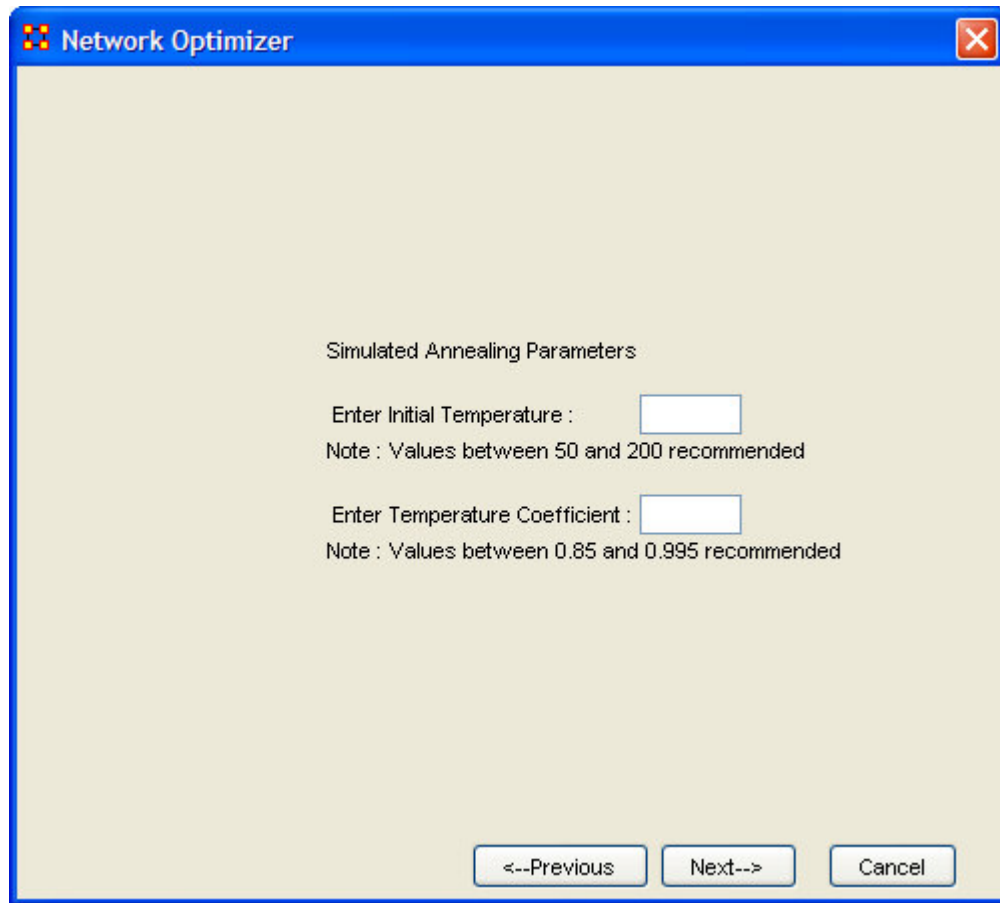 Network Optimizer
Simulated Annealing Parameters
Enter Initial Temperature :
Note : Values between 50 and 200 recommended
Enter Temperature Coefficient :
Note : Values between 0.85 and 0.995 recommended
<--Previous Next--> Cancel